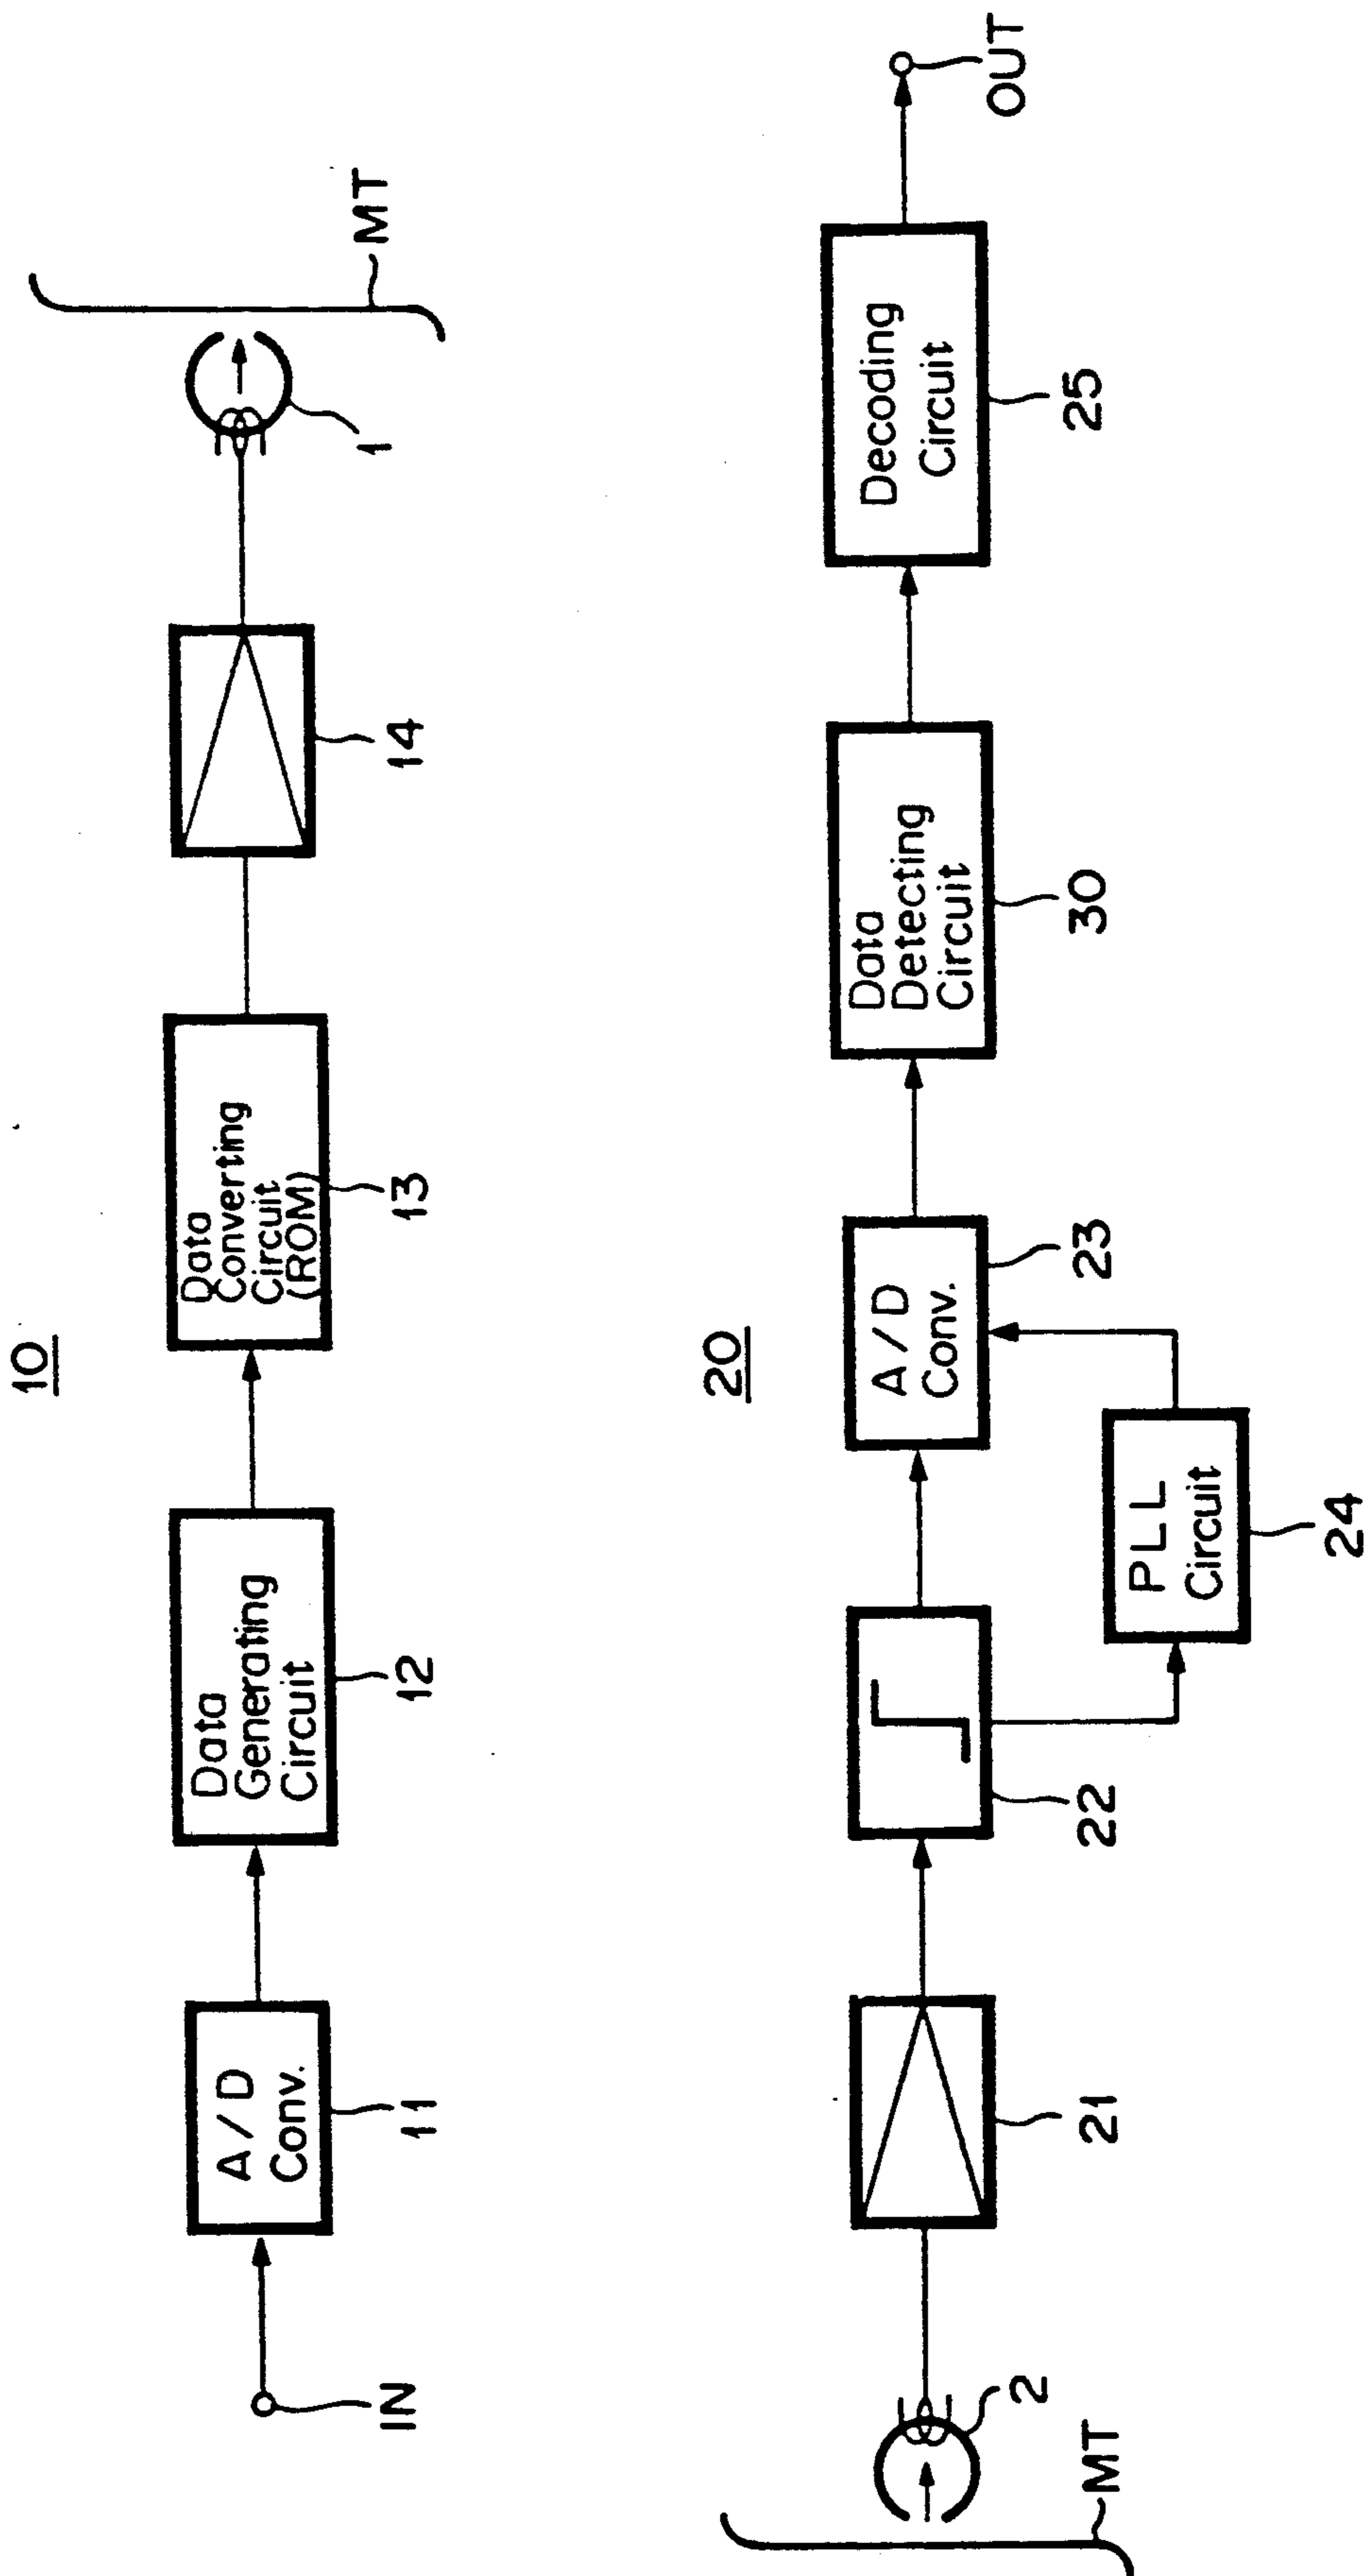 10
IN
A/D
Conv.
11
Data
Generating
Circuit
12
Data
Converting
Circuit
(ROM)
13
14
1
MT
20
MT
2
21
22
PLL
Circuit
24
A/D
Conv.
23
Data
Detecting
Circuit
30
Decoding
Circuit
25
OUT